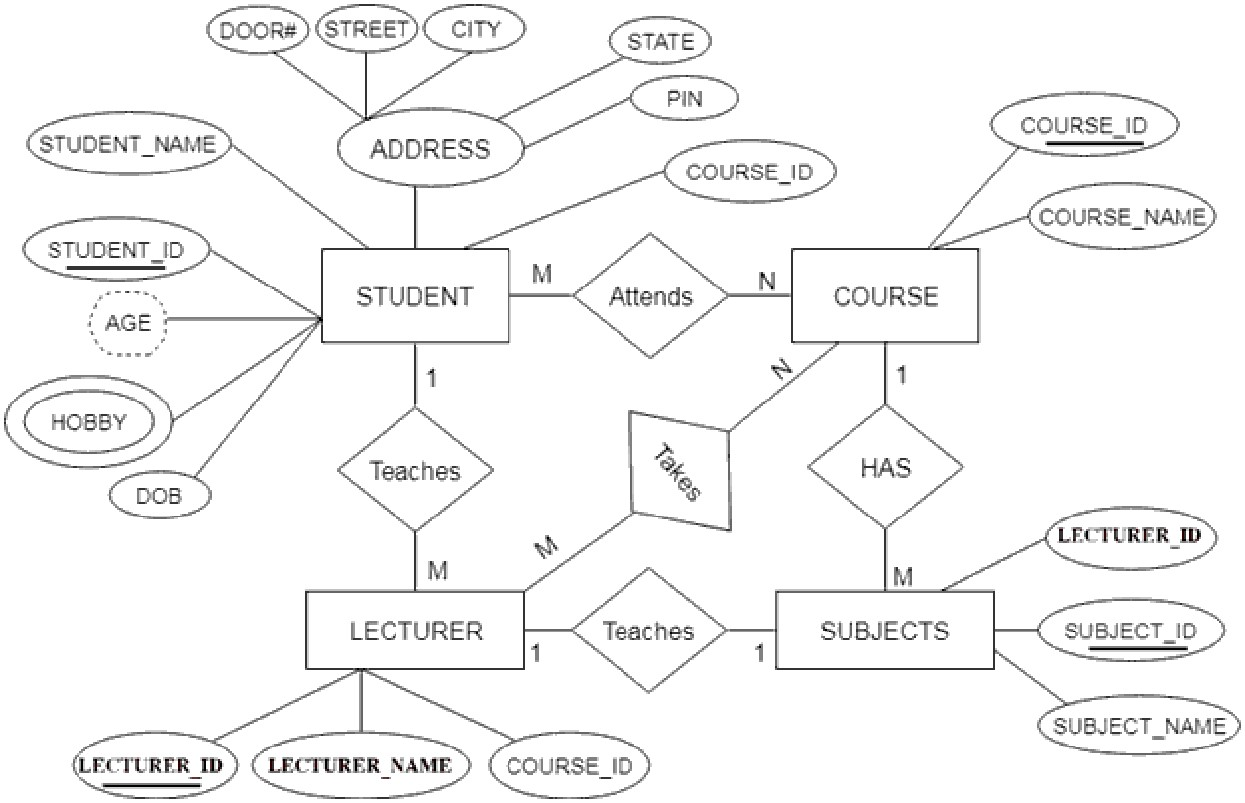 DOOR#
STREET
CITY
STATE
PIN
ADDRESS
STUDENT_NAME
COURSE_ID
COURSE_ID
COURSE_NAME
STUDENT_ID
STUDENT
M
Attends
N
COURSE
AGE
HOBBY
DOB
1
Teaches
M
N
Takes
M
1
HAS
M
LECTURER_ID
LECTURER
1
Teaches
1
SUBJECTS
SUBJECT_ID
SUBJECT_NAME
LECTURER_ID
LECTURER_NAME
COURSE_ID